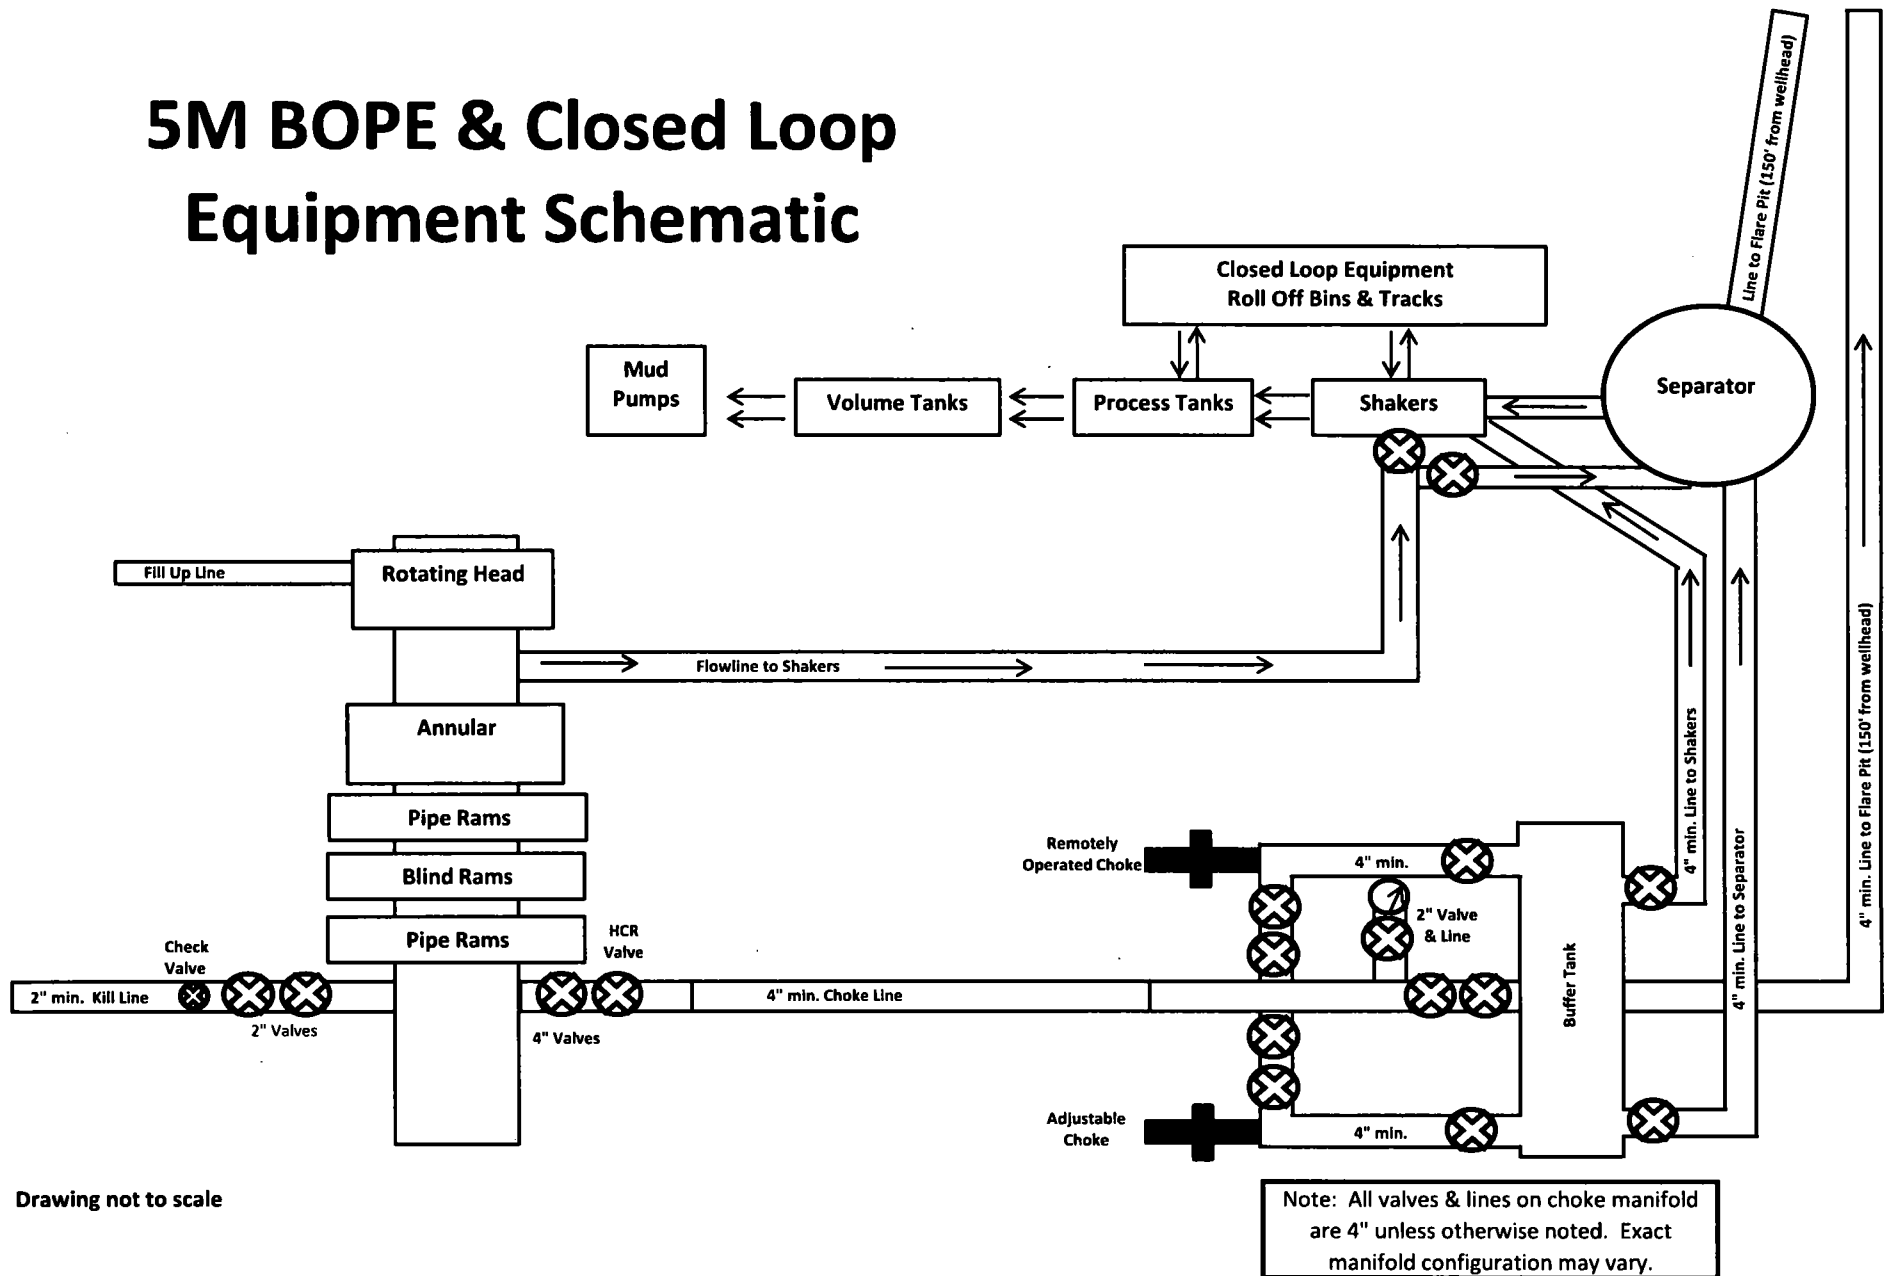 5M BOPE & Closed Loop
Equipment Schematic
Line to Flare Pit (150' from wellhead)
Closed Loop Equipment
Roll Off Bins & Tracks
Mud
Pumps
Volume Tanks
Process Tanks
Shakers
Separator
Fill Up Line
Rotating Head
Flowline to Shakers
Annular
Pipe Rams
Blind Rams
Pipe Rams
Check
Valve
HCR
Valve
2" min. Kill Line
2" Valves
4" Valves
4" min. Choke Line
Remotely
Operated Choke
4" min.
2" Valve
& Line
Buffer Tank
4" min. Line to Shakers
4" min. Line to Separator
4" min. Line to Flare Pit (150' from wellhead)
Adjustable
Choke
4" min.
Drawing not to scale
Note: All valves & lines on choke manifold
are 4" unless otherwise noted. Exact
manifold configuration may vary.